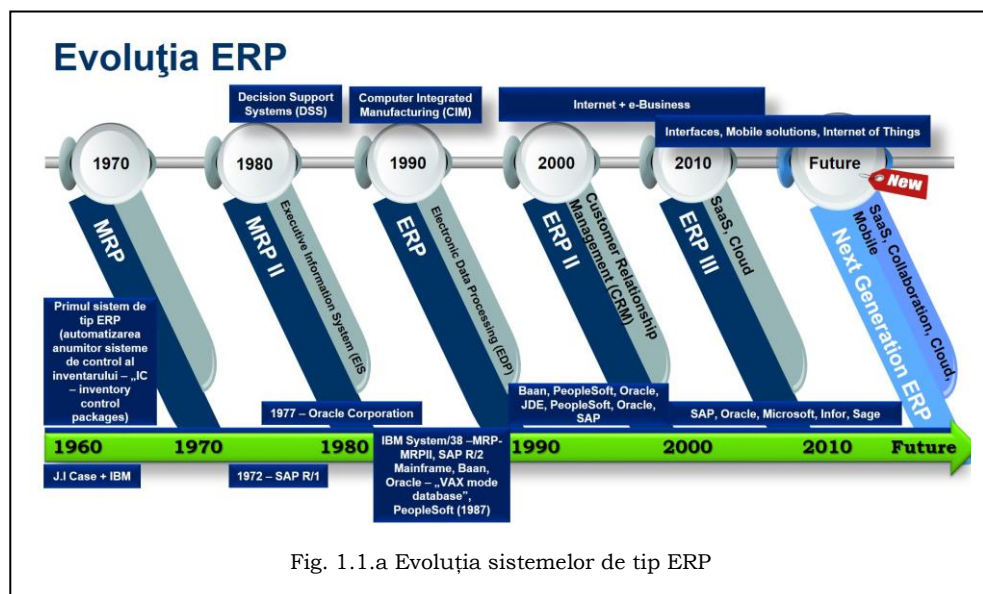 Evoluţia ERP
Decision Support
Systems (DSS)
Computer Integrated
Manufacturing (CIM)
Internet + e-Business
Interfaces, Mobile solutions, Internet of Things
1970
1980
1990
2000
2010
Future
New
MRP
MRP II
Executive Information System (EIS
ERP
Electronic Data Processing (EDP)
ERP II
Customer Relationship
Management (CRM)
ERP III
SaaS, Cloud
Next Generation ERP
SaaS, Collaboration, Cloud,
Mobile
Primul sistem de
tip ERP
(automatizarea
anumitor sisteme
de control al
inventarului – „IC
– inventory
control
packages)
1977 – Oracle Corporation
Baan, PeopleSoft, Oracle,
JDE, PeopleSoft, Oracle,
SAP
SAP, Oracle, Microsoft, Infor, Sage
1960
1970
1980
1990
2000
2010
Future
J.I Case + IBM
1972 – SAP R/1
IBM System/38 –MRP-
MRPII, SAP R/2
Mainframe, Baan,
Oracle – „VAX mode
database”,
PeopleSoft (1987)
Fig. 1.1.a Evoluția sistemelor de tip ERP